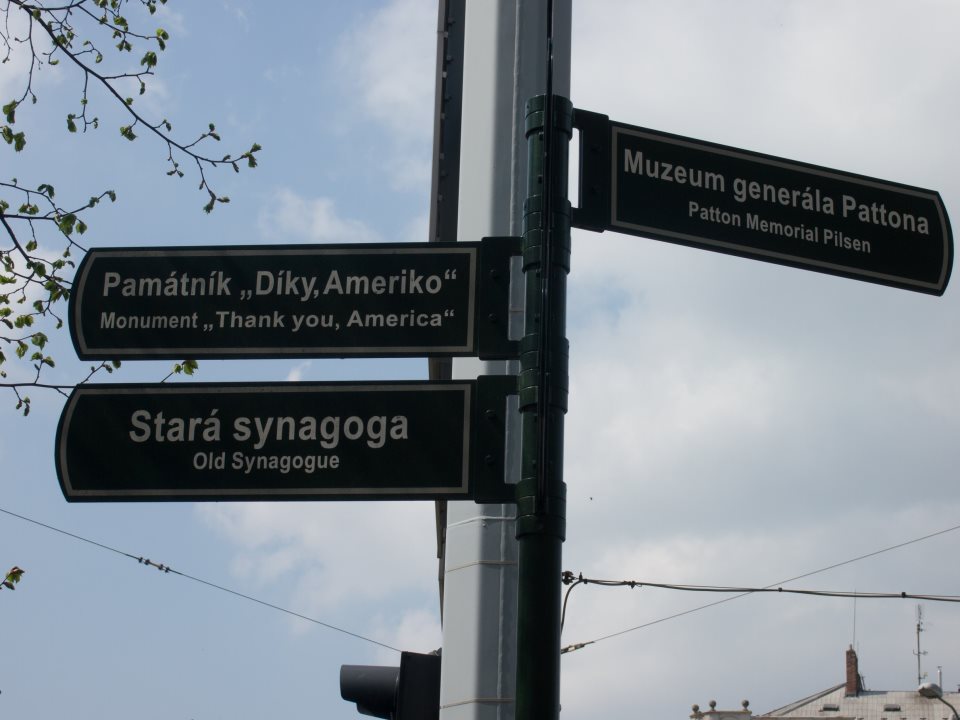 Muzeum generála Pattona
Patton Memorial Pilsen
Památník „Díky, Ameriko“
Monument „Thank you, America“
Stará synagoga
Old Synagogue